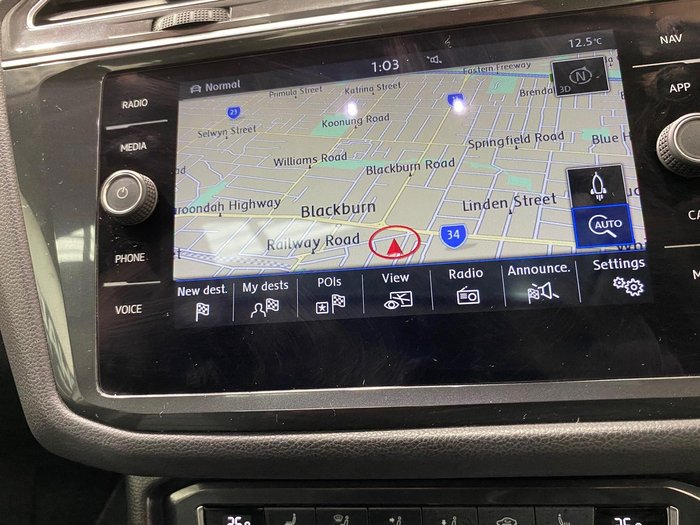 NAV
1:03
12.5°C
Normal
Primula Street
Katrina Street
Eastern Freeway
N
3D
APP
RADIO
23
Koonung Road
Selwyn Street
Springfield Road
MEDIA
Williams Road
Blackburn Road
Blue H
aroondah Highway
Blackburn
Linden Street
AUTO
Railway Road
34
PHONE
New dest.
My dests
POIs
View
Radio
Announce.
Settings
VOICE